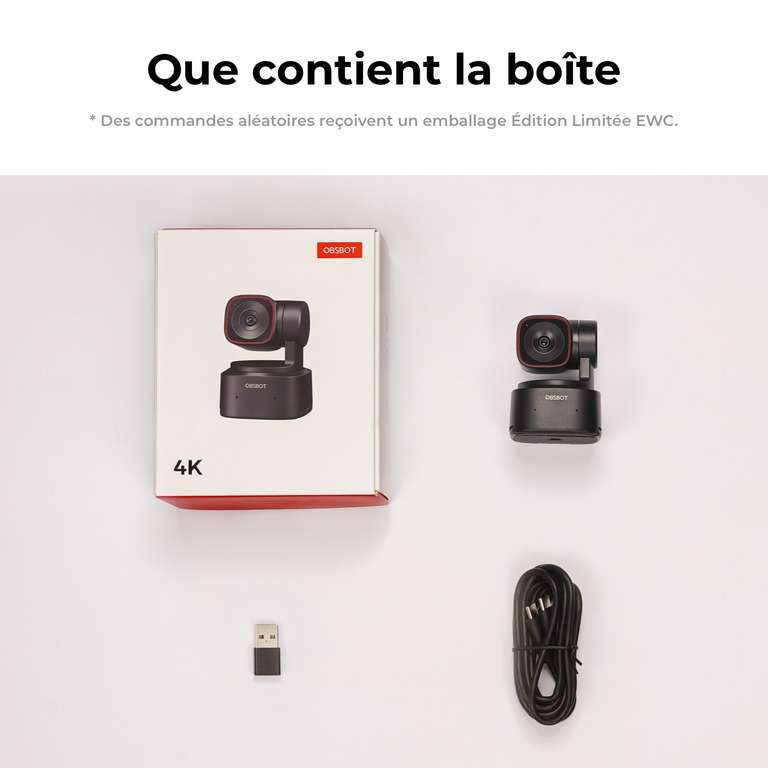 Que contient la boîte
* Des commandes aléatoires reçoivent un emballage Édition Limitée EWC.
OBSBOT
OBSBOT
4K
OBSBOT